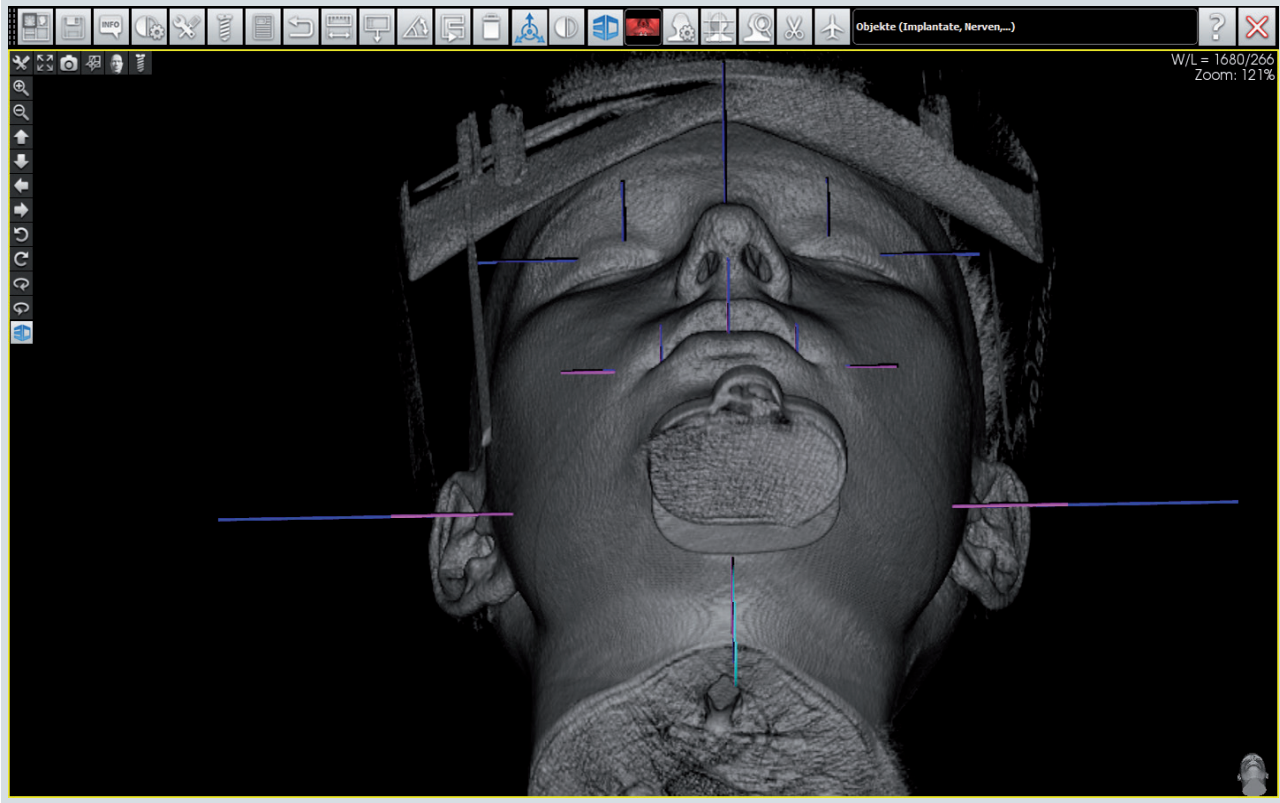 INFO
Objekte (Implantate, Nerven,...)
?
W/L = 1680/266
Zoom: 121%